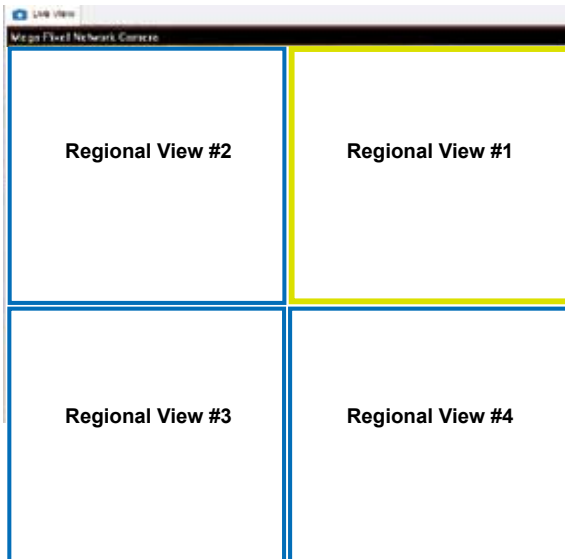 Live View
Mega Pixel Network Camera
Regional View #2
Regional View #1
Regional View #3
Regional View #4